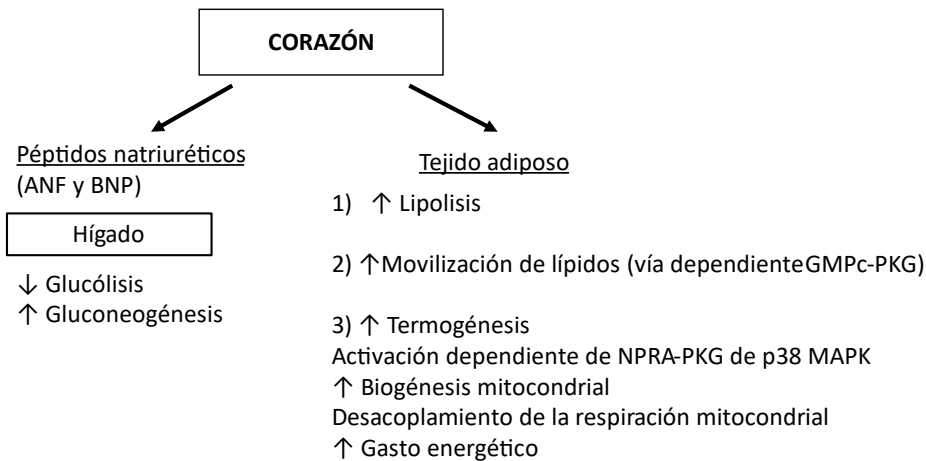 CORAZÓN
Péptidos natriuréticos
(ANF y BNP)
Hígado
↓ Glucólisis
↑ Gluconeogénesis
Tejido adiposo
1) ↑ Lipolisis
2) ↑Movilización de lípidos (vía dependienteGMPc-PKG)
3) ↑ Termogénesis
Activación dependiente de NPRA-PKG de p38 MAPK
↑ Biogénesis mitocondrial
Desacoplamiento de la respiración mitocondrial
↑ Gasto energético